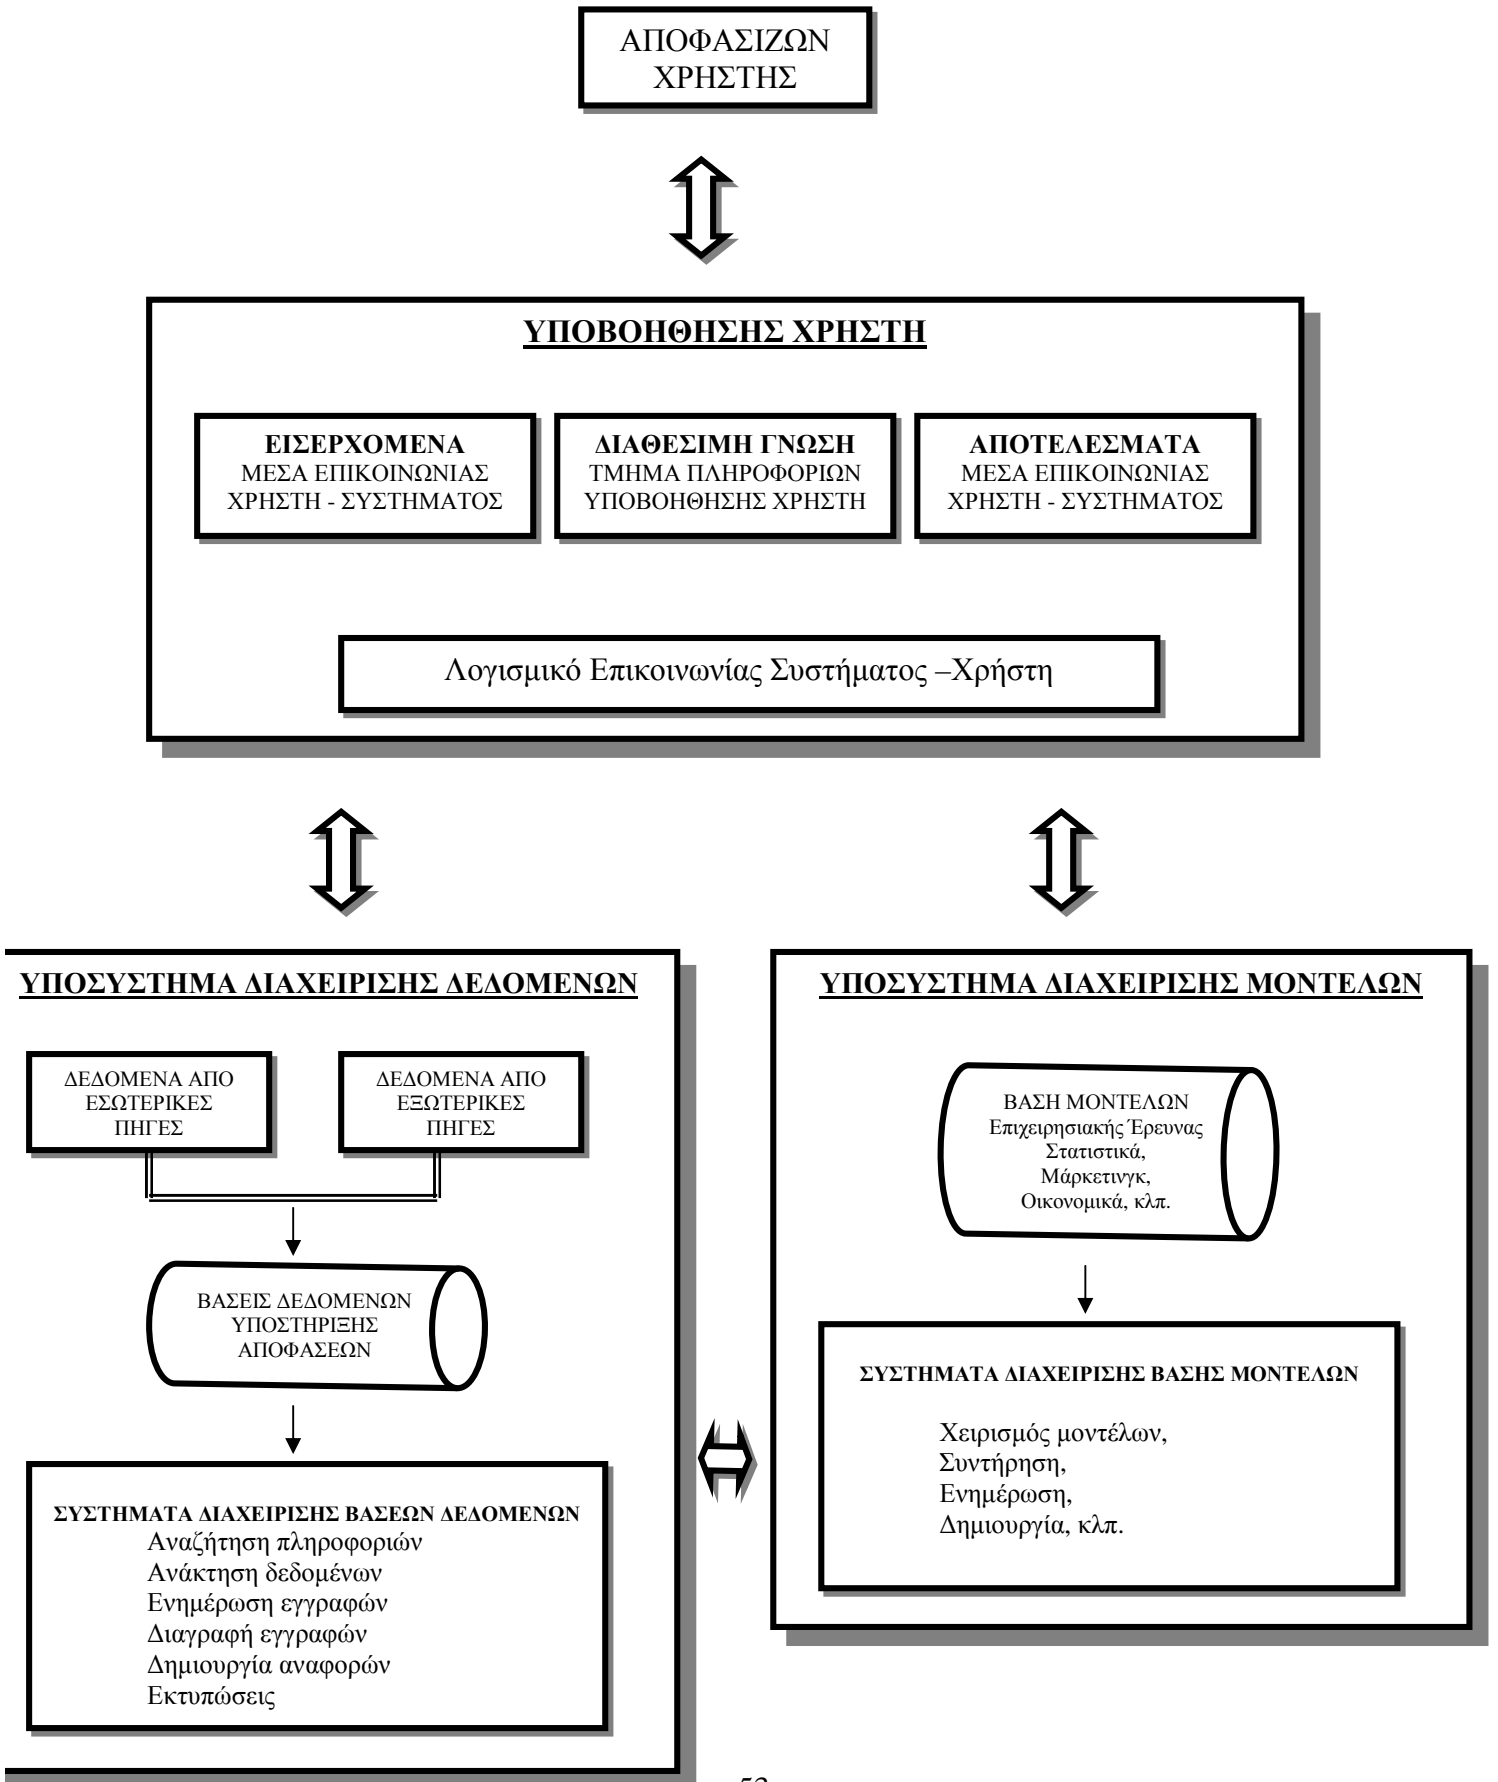 ΑΠΟΦΑΣΙΖΩΝ
ΧΡΗΣΤΗΣ
ΥΠΟΒΟΗΘΗΣΗΣ ΧΡΗΣΤΗ
ΕΙΣΕΡΧΟΜΕΝΑ
ΜΕΣΑ ΕΠΙΚΟΙΝΩΝΙΑΣ
ΧΡΗΣΤΗ - ΣΥΣΤΗΜΑΤΟΣ
ΔΙΑΘΕΣΙΜΗ ΓΝΩΣΗ
ΤΜΗΜΑ ΠΛΗΡΟΦΟΡΙΩΝ
ΥΠΟΒΟΗΘΗΣΗΣ ΧΡΗΣΤΗ
ΑΠΟΤΕΛΕΣΜΑΤΑ
ΜΕΣΑ ΕΠΙΚΟΙΝΩΝΙΑΣ
ΧΡΗΣΤΗ - ΣΥΣΤΗΜΑΤΟΣ
Λογισμικό Επικοινωνίας Συστήματος –Χρήστη
ΥΠΟΣΥΣΤΗΜΑ ΔΙΑΧΕΙΡΙΣΗΣ ΔΕΔΟΜΕΝΩΝ
ΔΕΔΟΜΕΝΑ ΑΠΟ
ΕΣΩΤΕΡΙΚΕΣ
ΠΗΓΕΣ
ΔΕΔΟΜΕΝΑ ΑΠΟ
ΕΞΩΤΕΡΙΚΕΣ
ΠΗΓΕΣ
ΒΑΣΕΙΣ ΔΕΔΟΜΕΝΩΝ
ΥΠΟΣΤΗΡΙΞΗΣ
ΑΠΟΦΑΣΕΩΝ
ΣΥΣΤΗΜΑΤΑ ΔΙΑΧΕΙΡΙΣΗΣ ΒΑΣΕΩΝ ΔΕΔΟΜΕΝΩΝ
Αναζήτηση πληροφοριών
Ανάκτηση δεδομένων
Ενημέρωση εγγραφών
Διαγραφή εγγραφών
Δημιουργία αναφορών
Εκτυπώσεις
ΥΠΟΣΥΣΤΗΜΑ ΔΙΑΧΕΙΡΙΣΗΣ ΜΟΝΤΕΛΩΝ
ΒΑΣΗ ΜΟΝΤΕΛΩΝ
Επιχειρησιακής Έρευνας
Στατιστικά,
Μάρκετινγκ,
Οικονομικά, κλπ.
ΣΥΣΤΗΜΑΤΑ ΔΙΑΧΕΙΡΙΣΗΣ ΒΑΣΗΣ ΜΟΝΤΕΛΩΝ
Χειρισμός μοντέλων,
Συντήρηση,
Ενημέρωση,
Δημιουργία, κλπ.